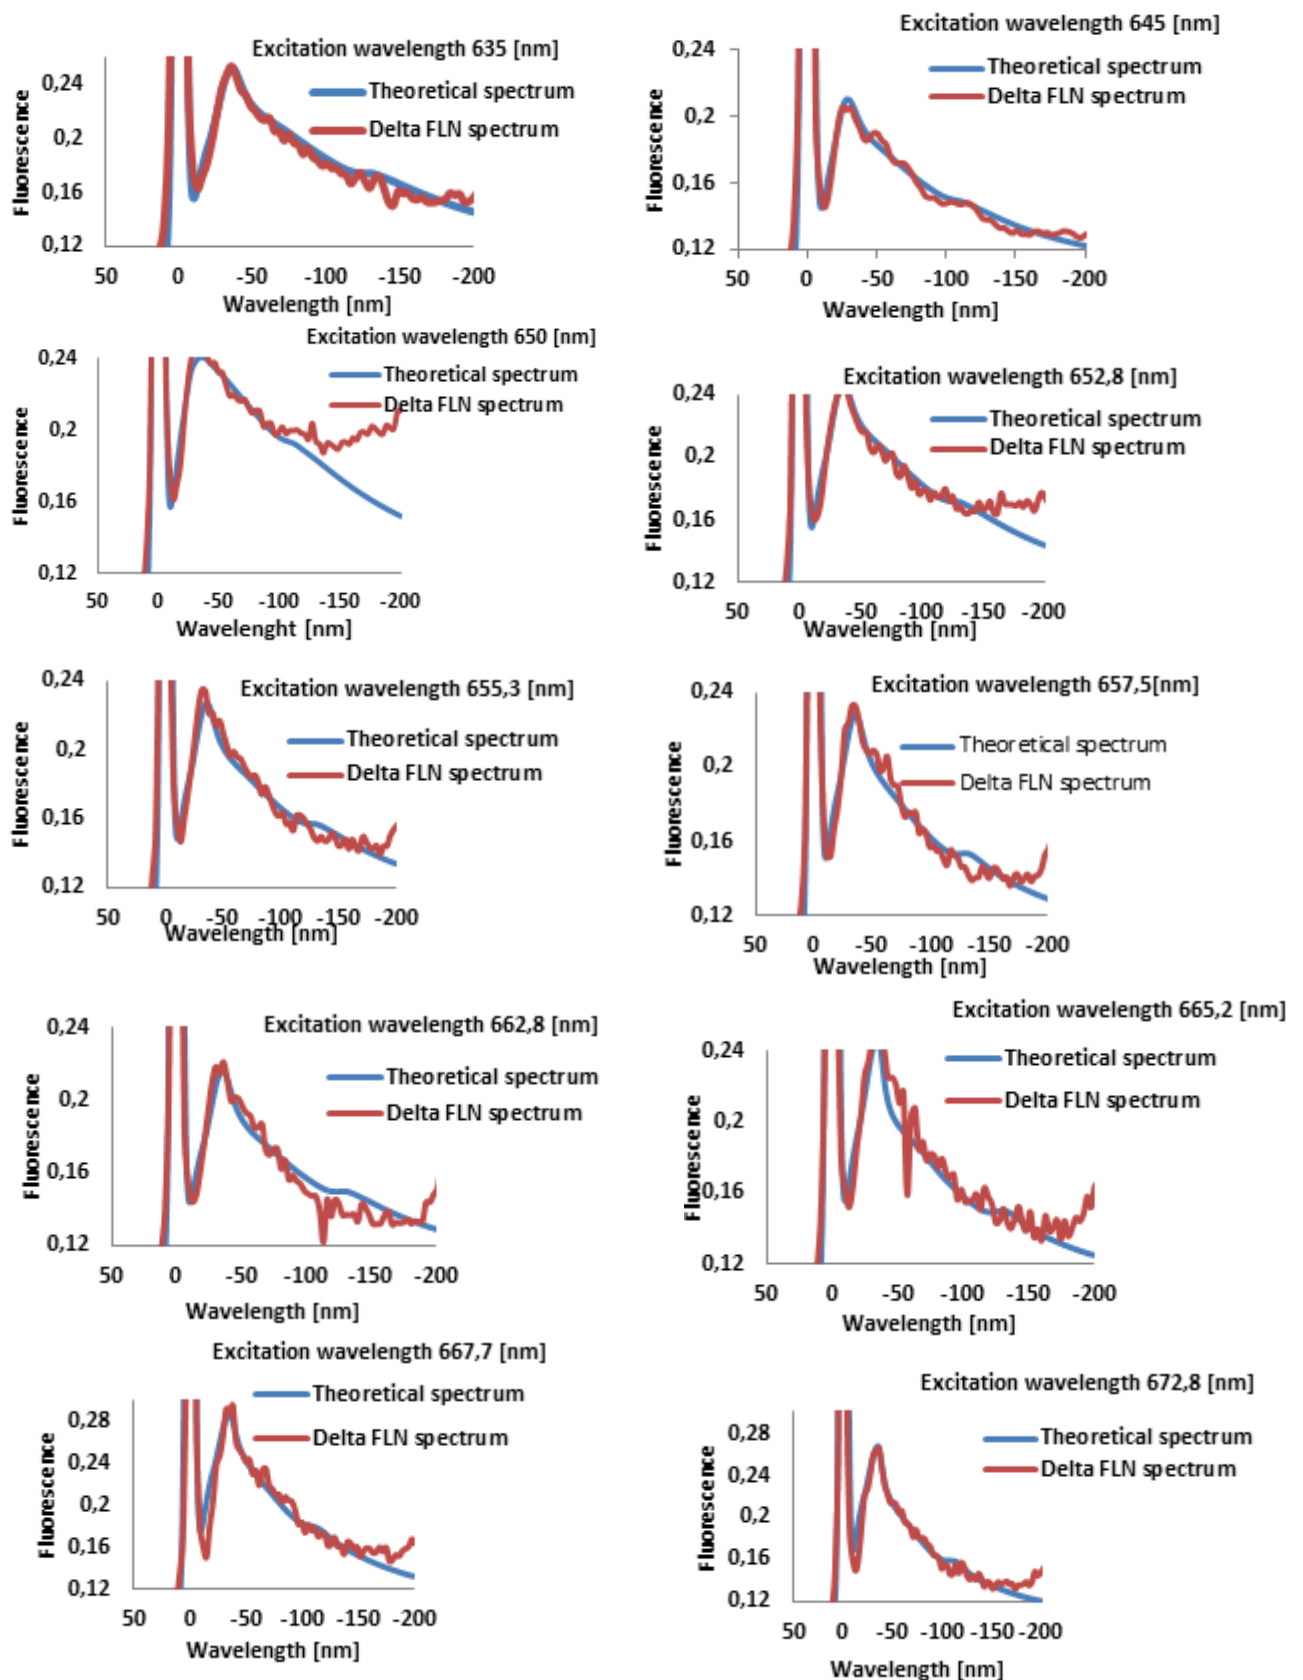 Excitation wavelength 635 [nm]
Theoretical spectrum
Delta FLN spectrum
Fluorescence
0,24
0,2
0,16
0,12
50 0 -50 -100 -150 -200
Wavelength [nm]
Excitation wavelength 645 [nm]
Theoretical spectrum
Delta FLN spectrum
Fluorescence
0,24
0,2
0,16
0,12
50 0 -50 -100 -150 -200
Wavelength [nm]
Excitation wavelength 650 [nm]
Theoretical spectrum
Delta FLN spectrum
Fluorescence
0,24
0,2
0,16
0,12
50 0 -50 -100 -150 -200
Wavelenght [nm]
Excitation wavelength 652,8 [nm]
Theoretical spectrum
Delta FLN spectrum
Fluorescence
0,24
0,2
0,16
0,12
50 0 -50 -100 -150 -200
Wavelength [nm]
Excitation wavelength 655,3 [nm]
Theoretical spectrum
Delta FLN spectrum
Fluorescence
0,24
0,2
0,16
0,12
50 0 -50 -100 -150 -200
Wavelength [nm]
Excitation wavelength 657,5[nm]
Theoretical spectrum
Delta FLN spectrum
Fluorescence
0,24
0,2
0,16
0,12
50 0 -50 -100 -150 -200
Wavelength [nm]
Excitation wavelength 662,8 [nm]
Theoretical spectrum
Delta FLN spectrum
Fluorescence
0,24
0,2
0,16
0,12
50 0 -50 -100 -150 -200
Wavelength [nm]
Excitation wavelength 665,2 [nm]
Theoretical spectrum
Delta FLN spectrum
Fluorescence
0,24
0,2
0,16
0,12
50 0 -50 -100 -150 -200
Wavelength [nm]
Excitation wavelength 667,7 [nm]
Theoretical spectrum
Delta FLN spectrum
Fluorescence
0,28
0,24
0,2
0,16
0,12
50 0 -50 -100 -150 -200
Wavelength [nm]
Excitation wavelength 672,8 [nm]
Theoretical spectrum
Delta FLN spectrum
Fluorescence
0,28
0,24
0,2
0,16
0,12
50 0 -50 -100 -150 -200
Wavelength [nm]